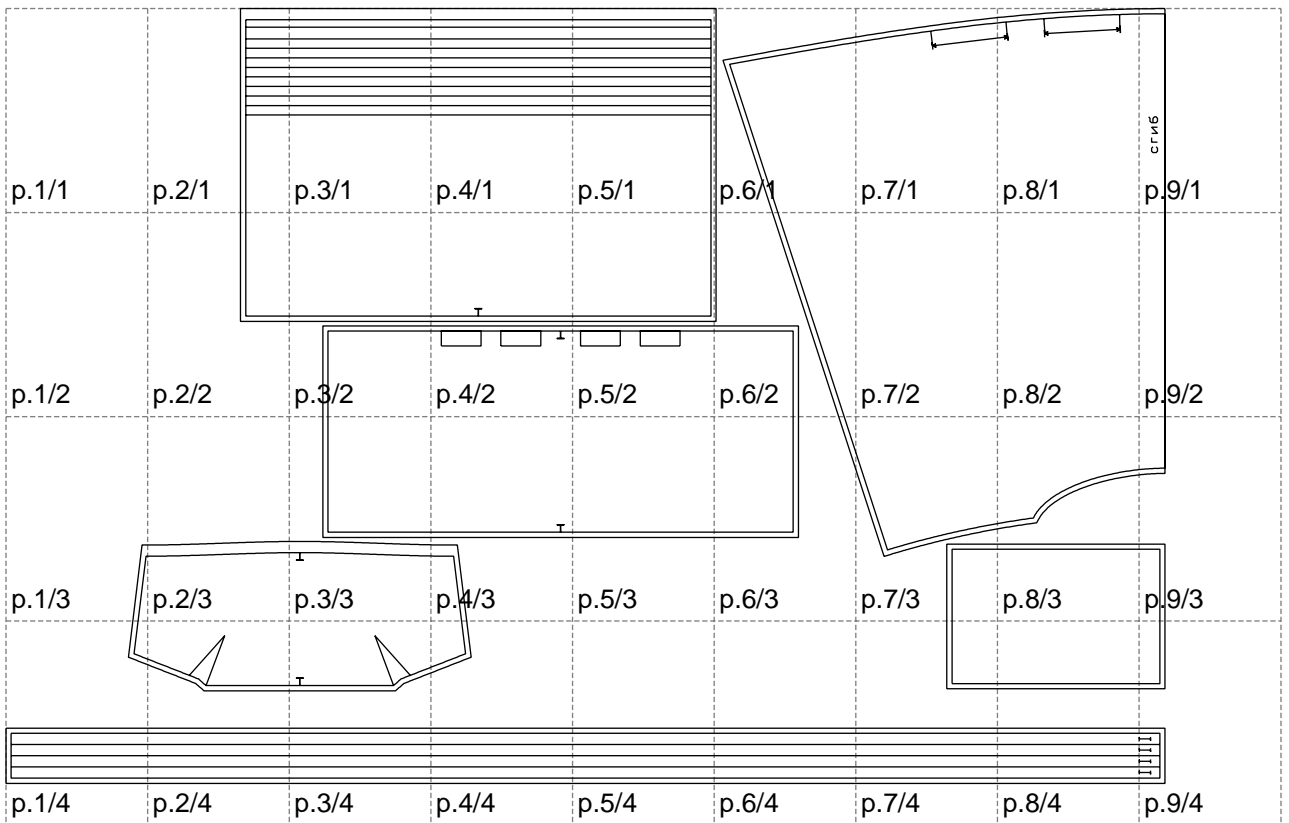 сгиб
p.1/1 p.2/1 p.3/1 p.4/1 p.5/1 p.6/1 p.7/1 p.8/1 p.9/1
p.1/2 p.2/2 p.3/2 p.4/2 p.5/2 p.6/2 p.7/2 p.8/2 p.9/2
p.1/3 p.2/3 p.3/3 p.4/3 p.5/3 p.6/3 p.7/3 p.8/3 p.9/3
p.1/4 p.2/4 p.3/4 p.4/4 p.5/4 p.6/4 p.7/4 p.8/4 p.9/4